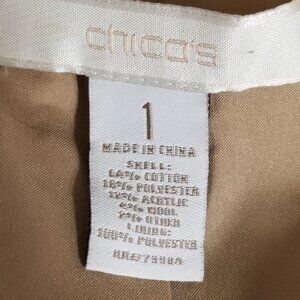 chico's
1
MADE IN CHINA
SHELL:
64% COTTON
18% POLYESTER
12% ACRYLIC
4% WOOL
2% OTHER
LINING:
100% POLYESTER